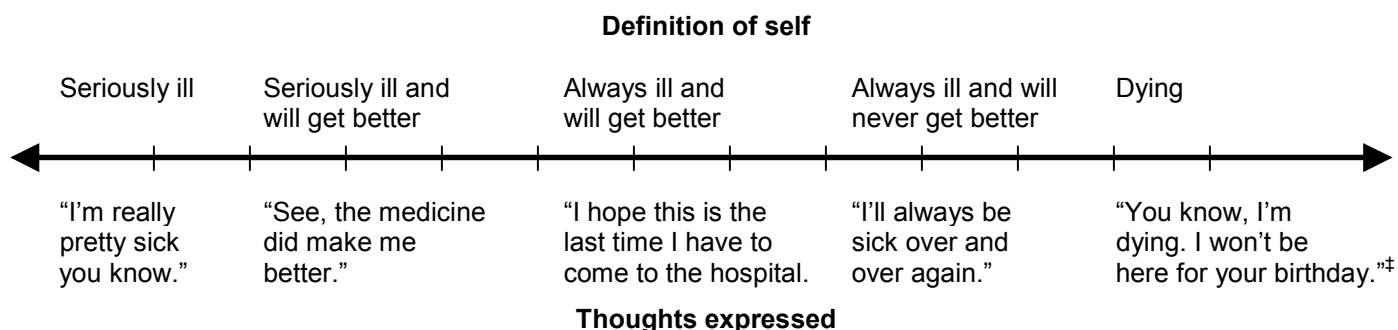 Definition of self
Seriously ill
Seriously ill and
will get better
Always ill and
will get better
Always ill and will
never get better
Dying
“I’m really
pretty sick
you know.”
“See, the medicine
did make me
better.”
“I hope this is the
last time I have to
come to the hospital.
“I’ll always be
sick over and
over again.”
“You know, I’m
dying. I won’t be
here for your birthday.”‡
Thoughts expressed